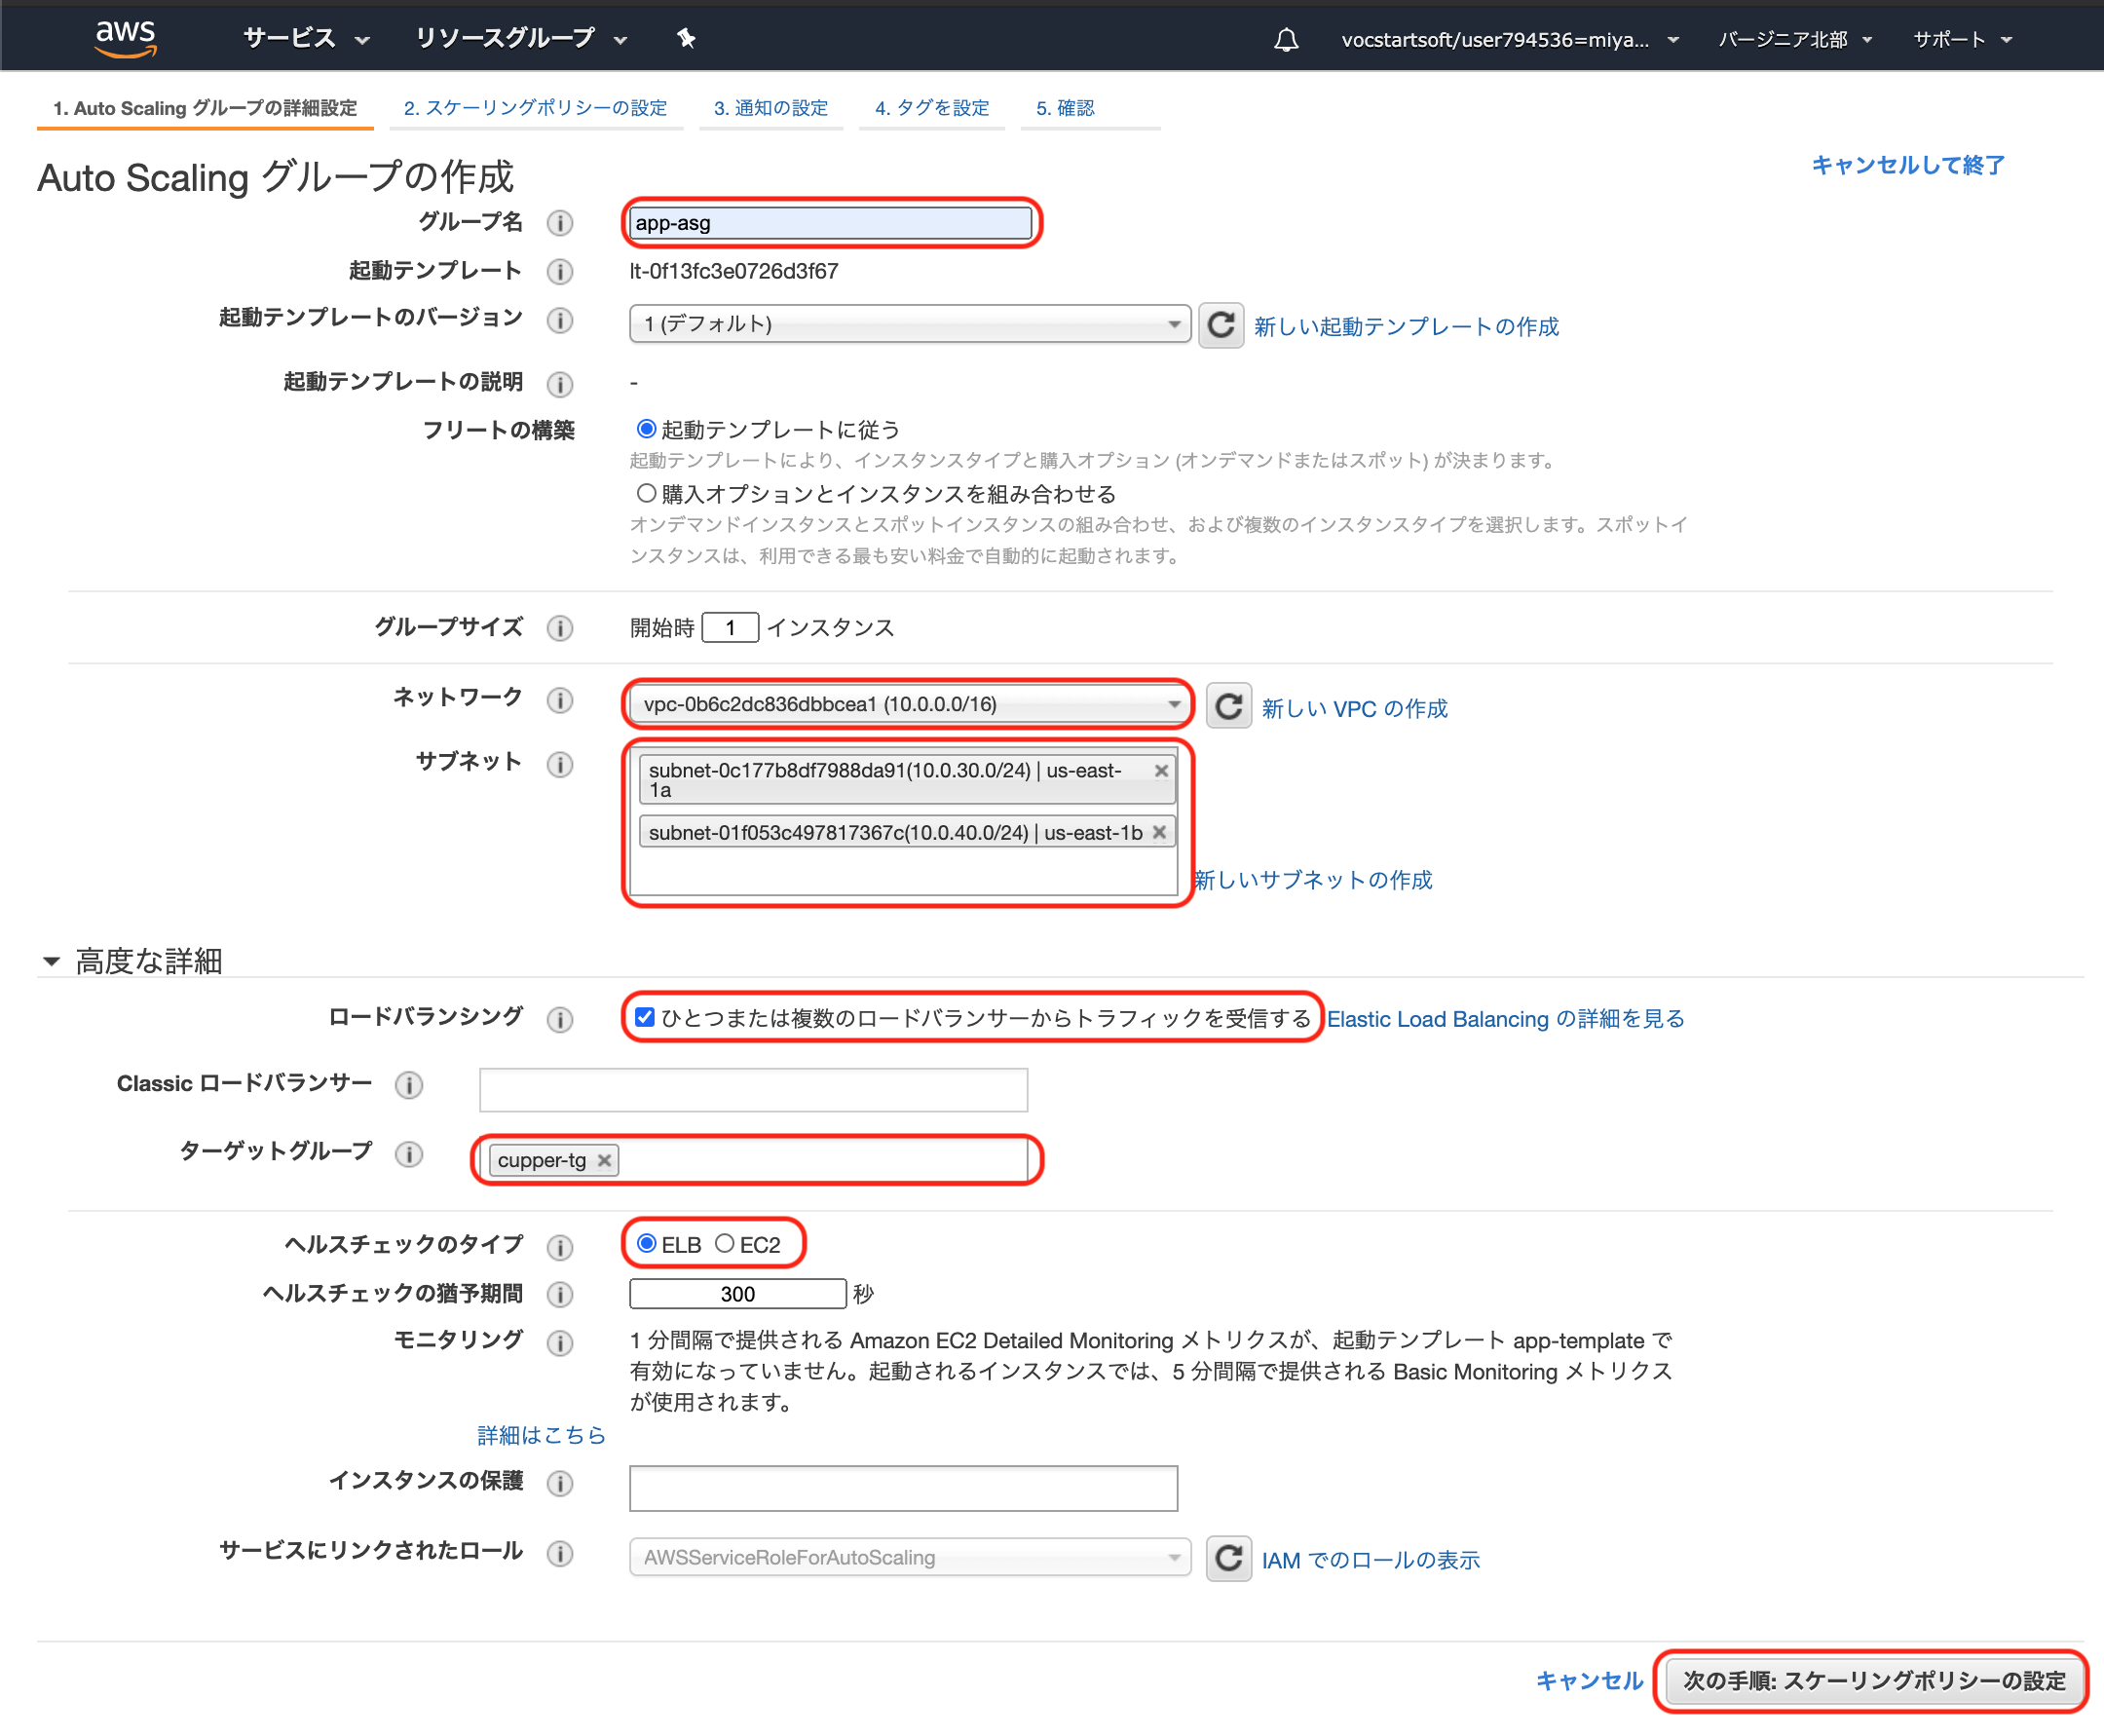 aws サービス リソースグループ vocstartsoft/user794536=miya... バージニア北部 サポート
1. Auto Scaling グループの詳細設定 2. スケーリングポリシーの設定 3. 通知の設定 4. タグを設定 5. 確認
Auto Scaling グループの作成 キャンセルして終了
グループ名 app-asg
起動テンプレート lt-0f13fc3e0726d3f67
起動テンプレートのバージョン 1 (デフォルト) 新しい起動テンプレートの作成
起動テンプレートの説明 -
フリートの構築 起動テンプレートに従う
起動テンプレートにより、インスタンスタイプと購入オプション (オンデマンドまたはスポット) が決まります。
購入オプションとインスタンスを組み合わせる
オンデマンドインスタンスとスポットインスタンスの組み合わせ、および複数のインスタンスタイプを選択します。スポットイ
ンスタンスは、利用できる最も安い料金で自動的に起動されます。
グループサイズ 開始時 1 インスタンス
ネットワーク vpc-0b6c2dc836dbbcea1 (10.0.0.0/16) 新しい VPC の作成
サブネット subnet-0c177b8df7988da91(10.0.30.0/24) | us-east-
1a
subnet-01f053c497817367c(10.0.40.0/24) | us-east-1b
新しいサブネットの作成
高度な詳細
ロードバランシング ひとつまたは複数のロードバランサーからトラフィックを受信する Elastic Load Balancing の詳細を見る
Classic ロードバランサー
ターゲットグループ cupper-tg
ヘルスチェックのタイプ ELB EC2
ヘルスチェックの猶予期間 300 秒
モニタリング 1 分間隔で提供される Amazon EC2 Detailed Monitoring メトリクスが、起動テンプレート app-template で
有効になっていません。起動されるインスタンスでは、5 分間隔で提供される Basic Monitoring メトリクス
が使用されます。
詳細はこちら
インスタンスの保護
サービスにリンクされたロール AWSServiceRoleForAutoScaling IAM でのロールの表示
キャンセル 次の手順: スケーリングポリシーの設定